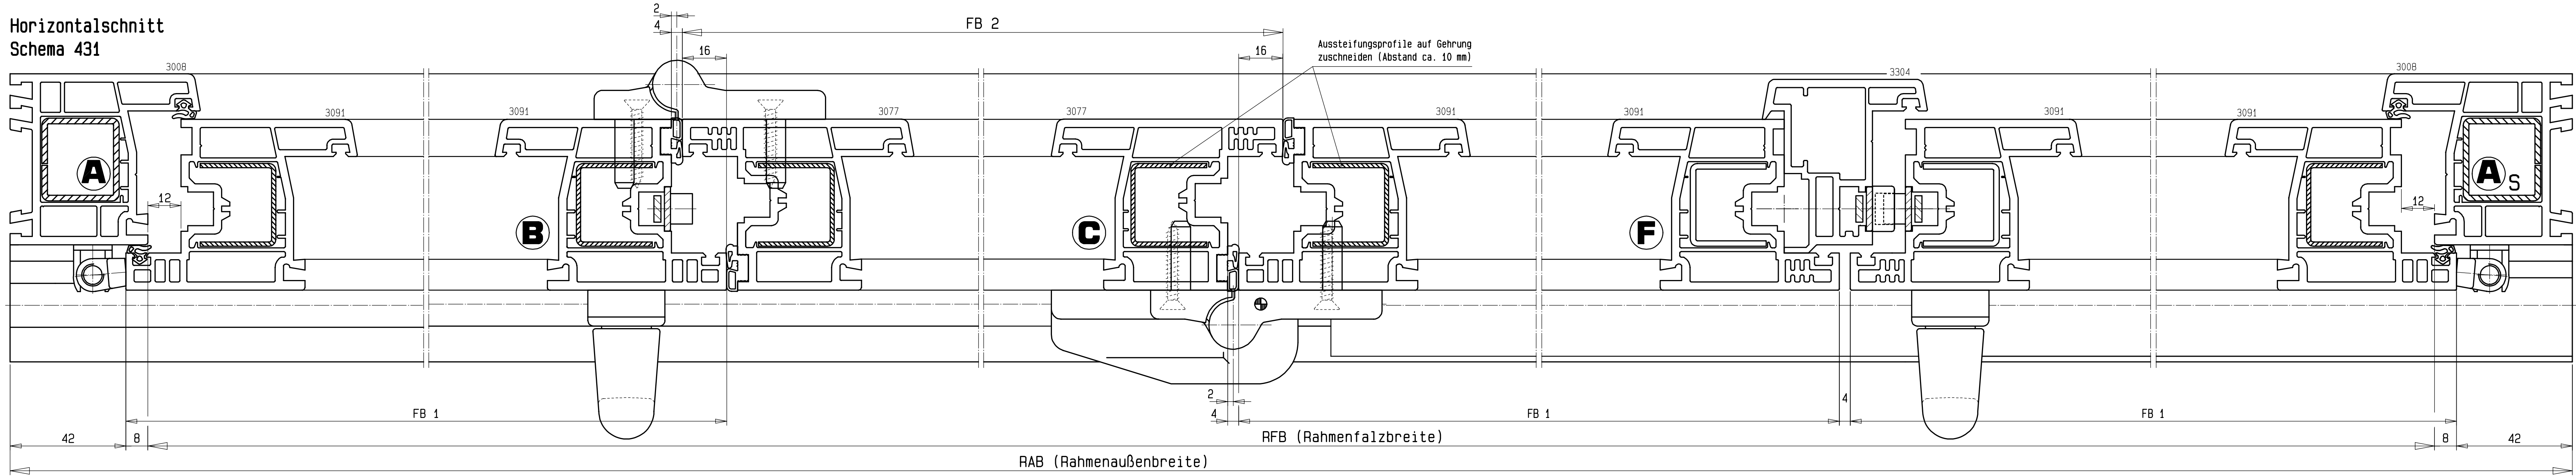 Horizontalschnitt
Schema 431
2
4
FB 2
16
16
Aussteifungsprofile auf Gehrung
zuschneiden (Abstand ca. 10 mm)
3008
3091
3091
3077
3077
3091
3091
3304
3091
3091
3008
A
B
C
F
A S
12
12
2
4
4
FB 1
FB 1
FB 1
42
8
RFB (Rahmenfalzbreite)
8
42
RAB (Rahmenaußenbreite)